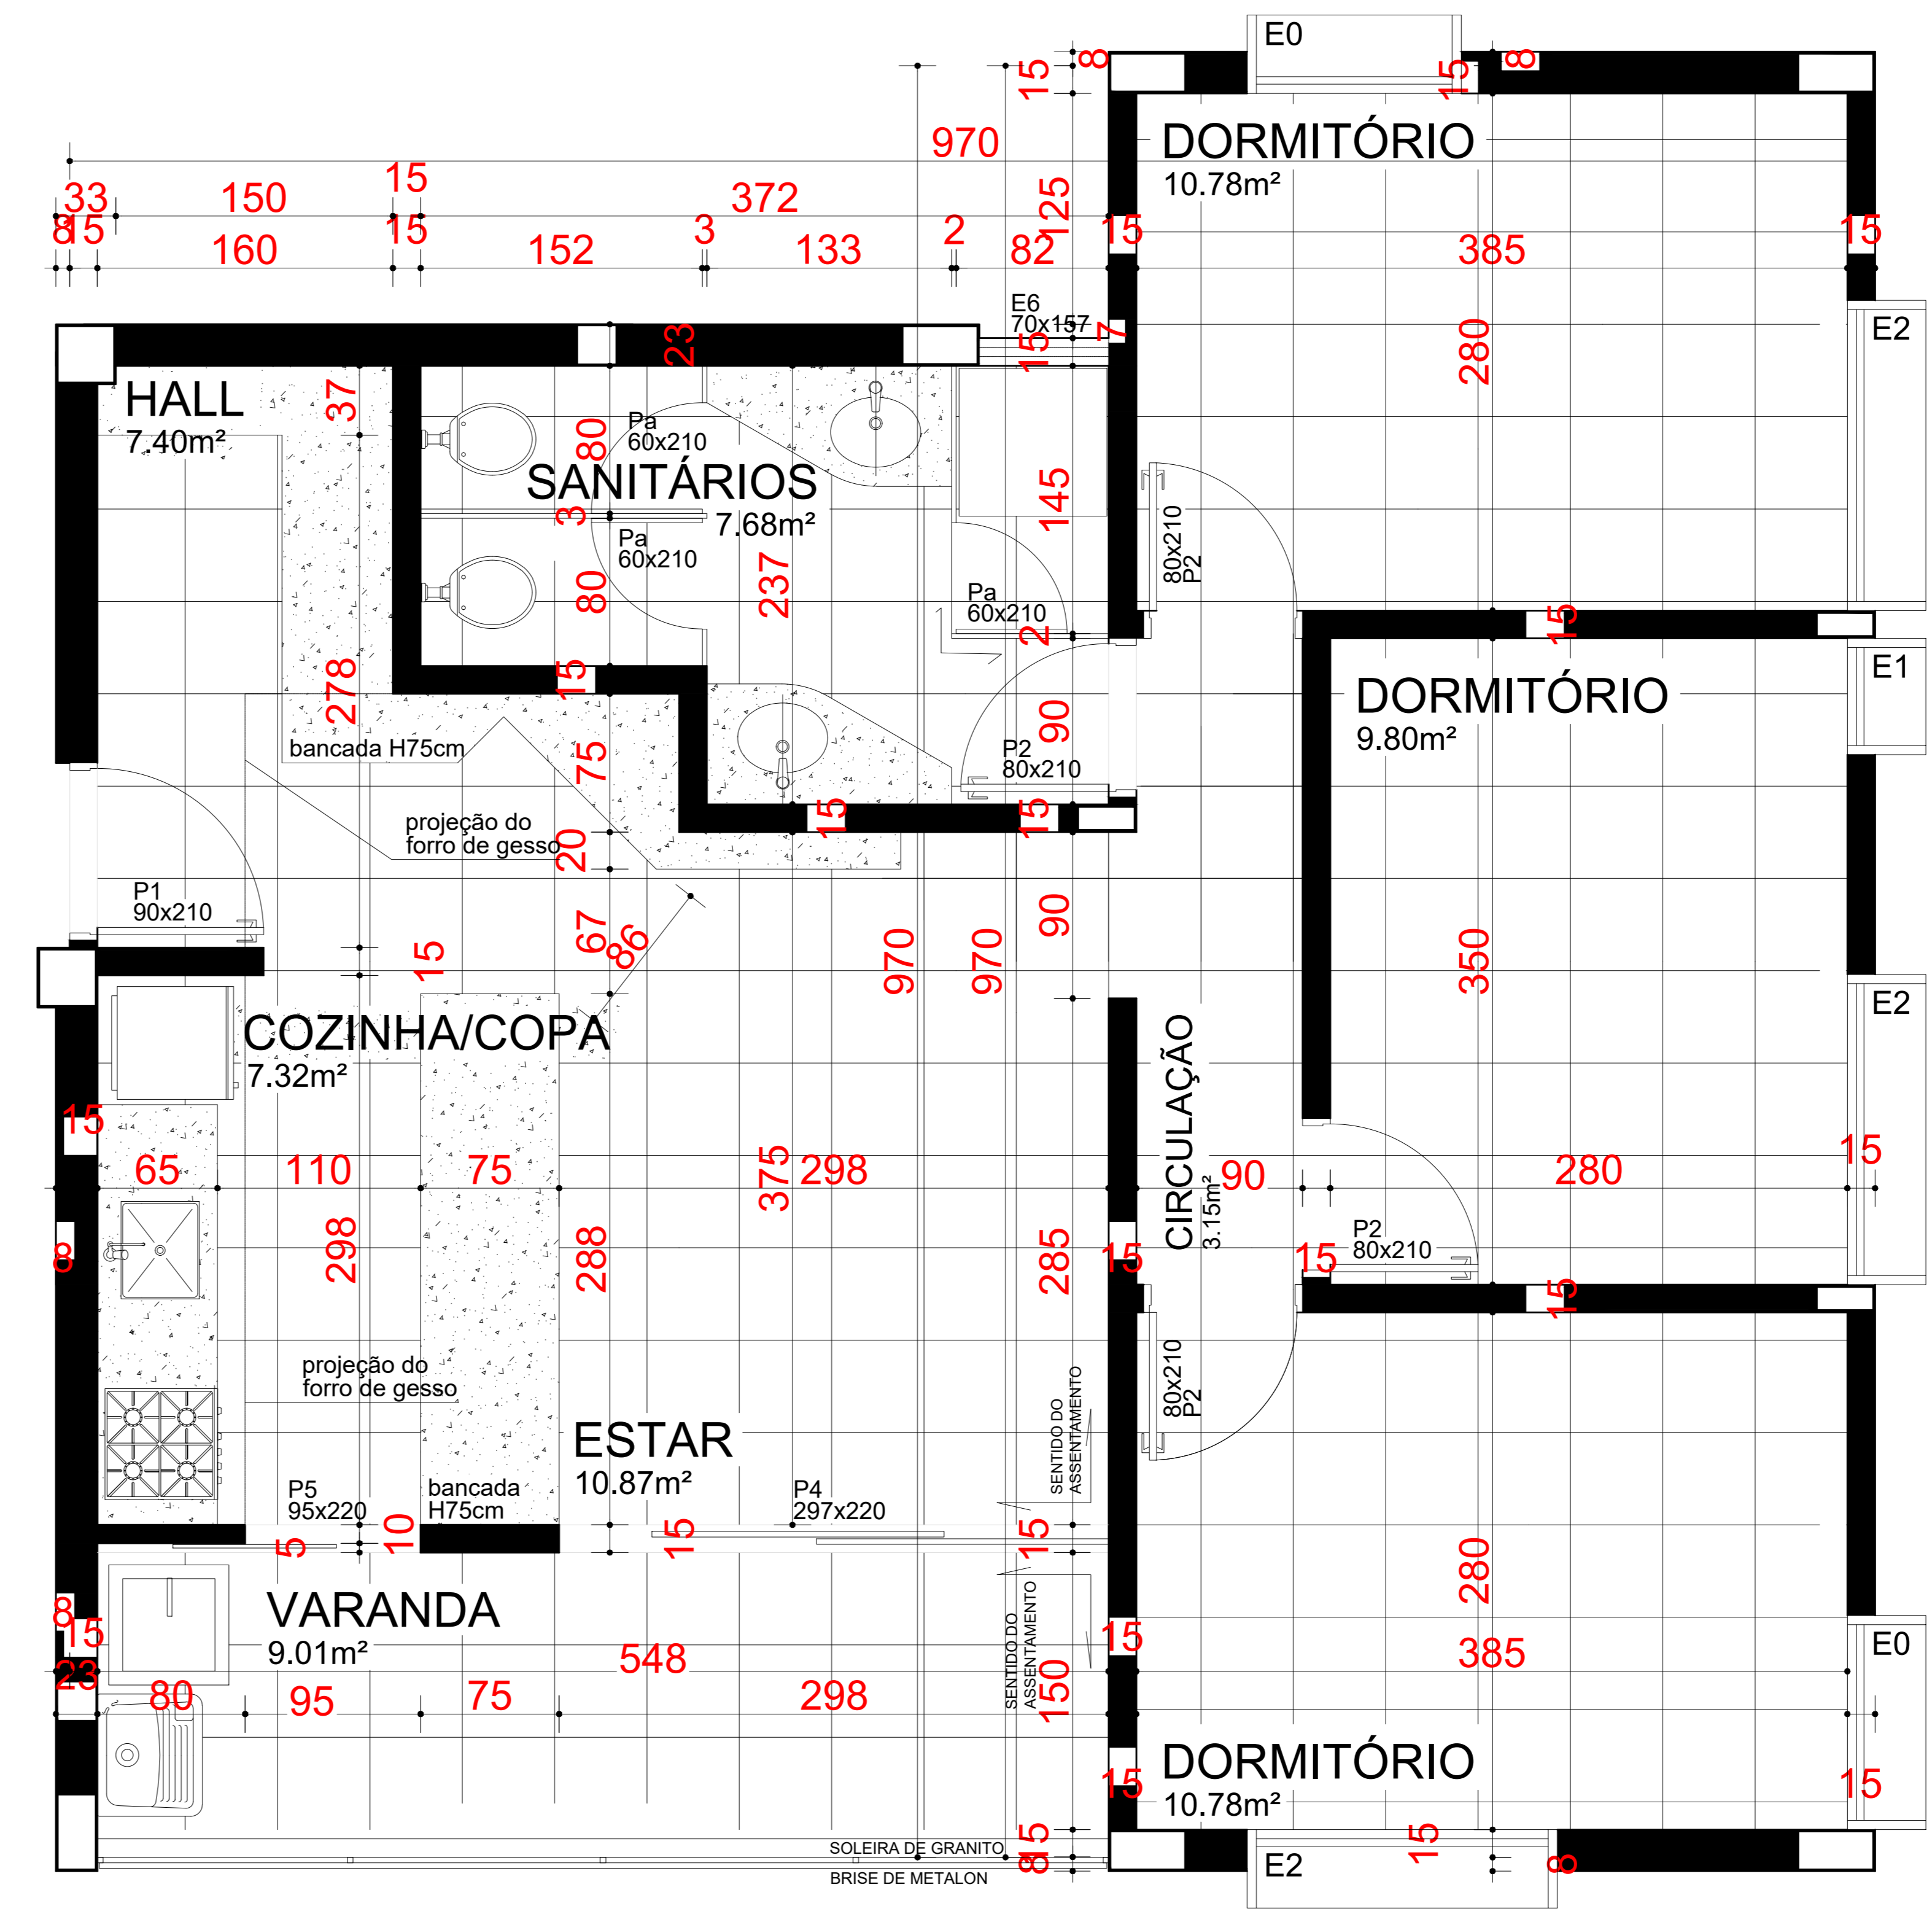 E0
8
15
15
8
970
DORMITÓRIO
10.78m²
15
33
150
372
125
8
15
160
15
152
3
133
2
82
15
385
15
E6
70x157
7
E2
23
15
280
HALL
7.40m²
37
Pa
60x210
80
SANITÁRIOS
7.68m²
145
3
Pa
60x210
80
237
80x210
P2
Pa
60x210
2
15
E1
278
15
DORMITÓRIO
9.80m²
bancada H75cm
75
90
P2
80x210
projeção do
forro de gesso
20
15
15
P1
90x210
67
86
15
90
970
970
350
E2
COZINHA/COPA
7.32m²
CIRCULAÇÃO
3.15m²
15
65
110
75
375
298
90
280
15
8
298
288
285
15
15
P2
80x210
15
projeção do
forro de gesso
80x210
P2
SENTIDO DO
ASSENTAMENTO
ESTAR
10.87m²
P5
95x220
bancada
H75cm
P4
297x220
5
10
15
15
280
8
15
VARANDA
9.01m²
SENTIDO DO
ASSENTAMENTO
15
E0
23
548
385
80
95
75
298
150
DORMITÓRIO
10.78m²
15
15
SOLEIRA DE GRANITO
15
8
BRISE DE METALON
E2
15
8